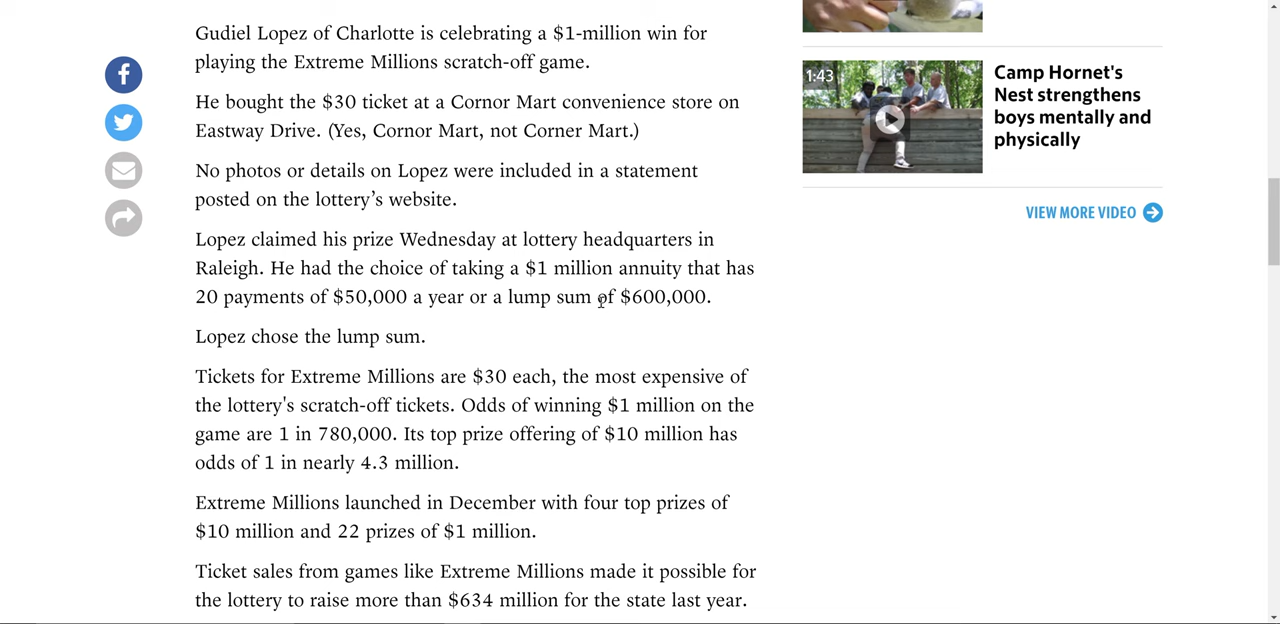 Gudiel Lopez of Charlotte is celebrating a $1-million win for
playing the Extreme Millions scratch-off game.
He bought the $30 ticket at a Cornor Mart convenience store on
Eastway Drive. (Yes, Cornor Mart, not Corner Mart.)
No photos or details on Lopez were included in a statement
posted on the lottery’s website.
Lopez claimed his prize Wednesday at lottery headquarters in
Raleigh. He had the choice of taking a $1 million annuity that has
20 payments of $50,000 a year or a lump sum of $600,000.
Lopez chose the lump sum.
Tickets for Extreme Millions are $30 each, the most expensive of
the lottery's scratch-off tickets. Odds of winning $1 million on the
game are 1 in 780,000. Its top prize offering of $10 million has
odds of 1 in nearly 4.3 million.
Extreme Millions launched in December with four top prizes of
$10 million and 22 prizes of $1 million.
Ticket sales from games like Extreme Millions made it possible for
the lottery to raise more than $634 million for the state last year.
1:43
Camp Hornet's
Nest strengthens
boys mentally and
physically
VIEW MORE VIDEO